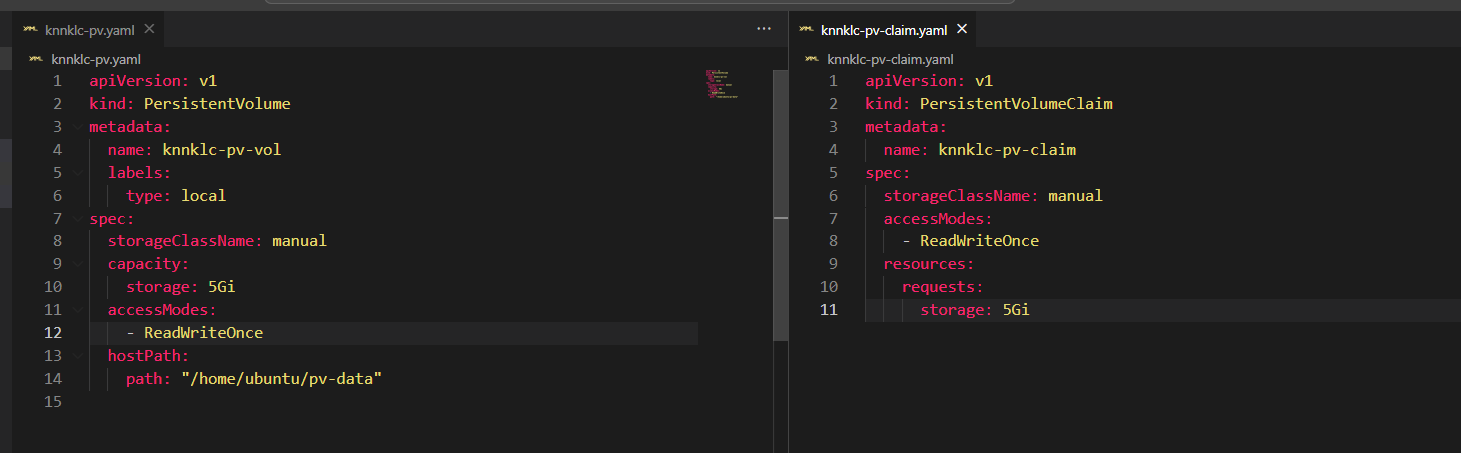 knnklc-pv.yaml
knnklc-pv.yaml
1 apiVersion: v1
2 kind: PersistentVolume
3 metadata:
4   name: knnklc-pv-vol
5   labels:
6     type: local
7 spec:
8   storageClassName: manual
9   capacity:
10     storage: 5Gi
11   accessModes:
12     - ReadWriteOnce
13   hostPath:
14     path: "/home/ubuntu/pv-data"
15
knnklc-pv-claim.yaml
knnklc-pv-claim.yaml
1 apiVersion: v1
2 kind: PersistentVolumeClaim
3 metadata:
4   name: knnklc-pv-claim
5 spec:
6   storageClassName: manual
7   accessModes:
8     - ReadWriteOnce
9   resources:
10     requests:
11       storage: 5Gi